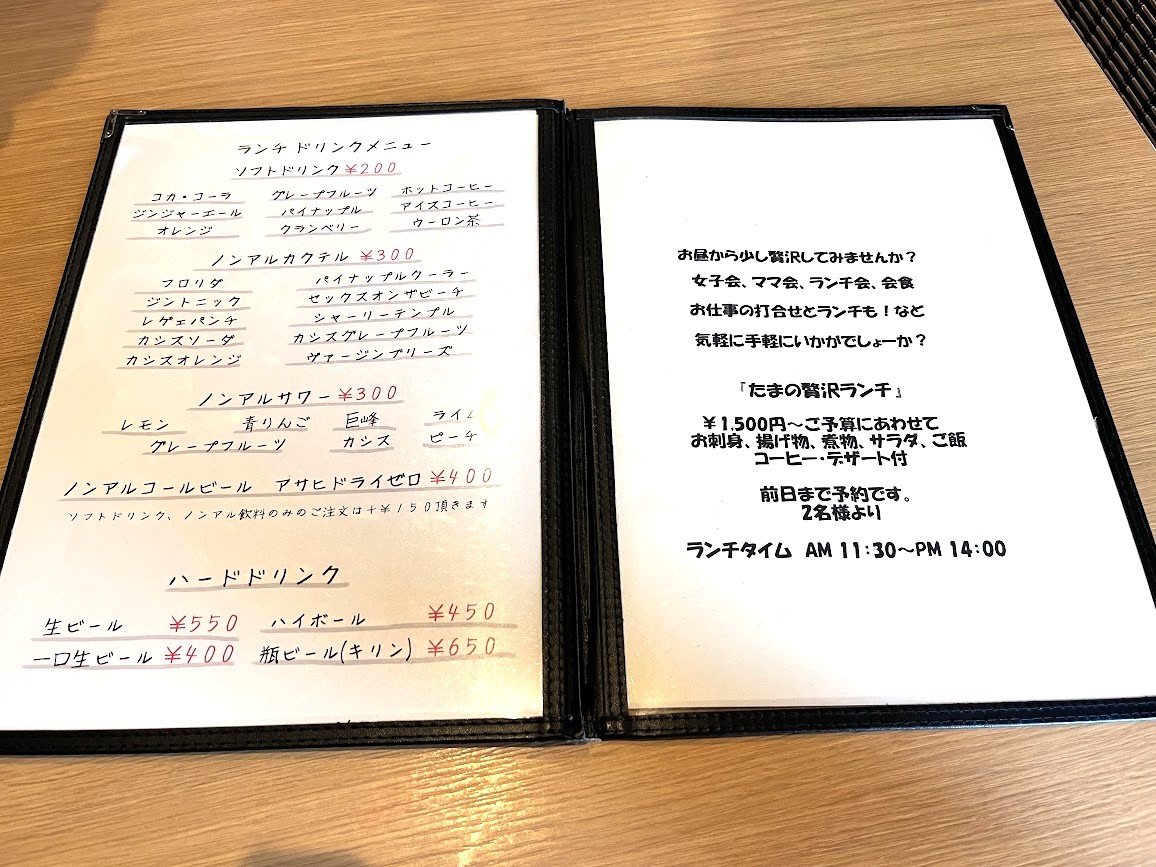 ランチ ドリンクメニュー
ソフトドリンク ¥200
コカ・コーラ グレープフルーツ ホットコーヒー
ジンジャーエール パイナップル アイスコーヒー
オレンジ クランベリー ウーロン茶
ノンアルカクテル ¥300
フロリダ パイナップルクーラー
ジントニック セックスオンザビーチ
レゲェパンチ シャーリーテンプル
カシスソーダ カシスグレープフルーツ
カシスオレンジ ヴァージンブリーズ
ノンアルサワー ¥300
レモン 青りんご 巨峰 ライム
グレープフルーツ カシス ピーチ
ノンアルコールビール アサヒドライゼロ ¥400
ソフトドリンク、ノンアル飲料のみのご注文は+¥150頂きます
ハードドリンク
生ビール ¥550 ハイボール ¥450
一口生ビール ¥400 瓶ビール(キリン) ¥650
お昼から少し贅沢してみませんか?
女子会、ママ会、ランチ会、会食
お仕事の打合せとランチも!など
気軽に手軽にいかがでしょーか?
『たまの贅沢ランチ』
¥1,500円~ご予算にあわせて
お刺身、揚げ物、煮物、サラダ、ご飯
コーヒー・デザート付
前日まで予約です。
2名様より
ランチタイム AM 11:30~PM 14:00